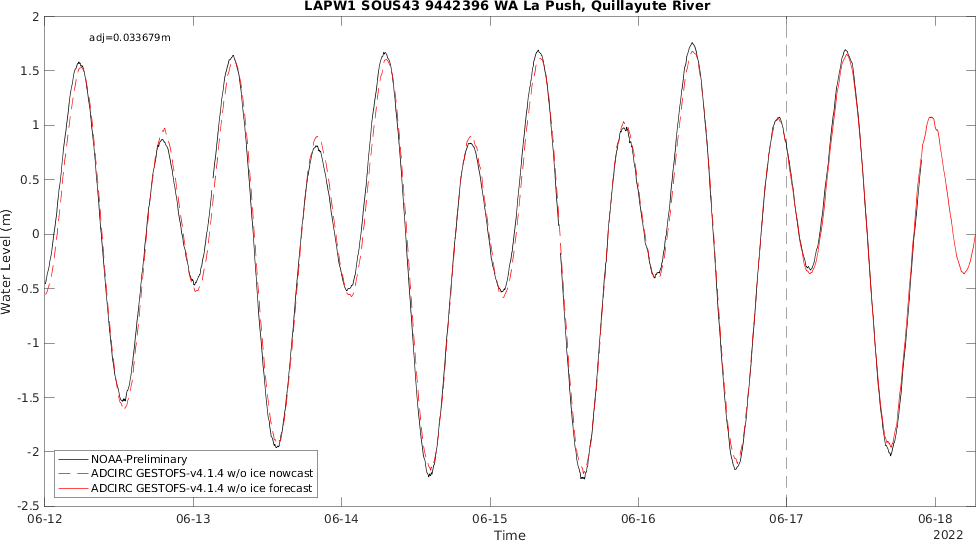 LAPW1 SOUS43 9442396 WA La Push, Quillayute River
adj=0.033679m
2
1.5
1
0.5
0
-0.5
-1
-1.5
-2
-2.5
Water Level (m)
NOAA-Preliminary
ADCIRC GESTOFS-v4.1.4 w/o ice nowcast
ADCIRC GESTOFS-v4.1.4 w/o ice forecast
06-12 06-13 06-14 06-15 06-16 06-17 06-18
Time
2022